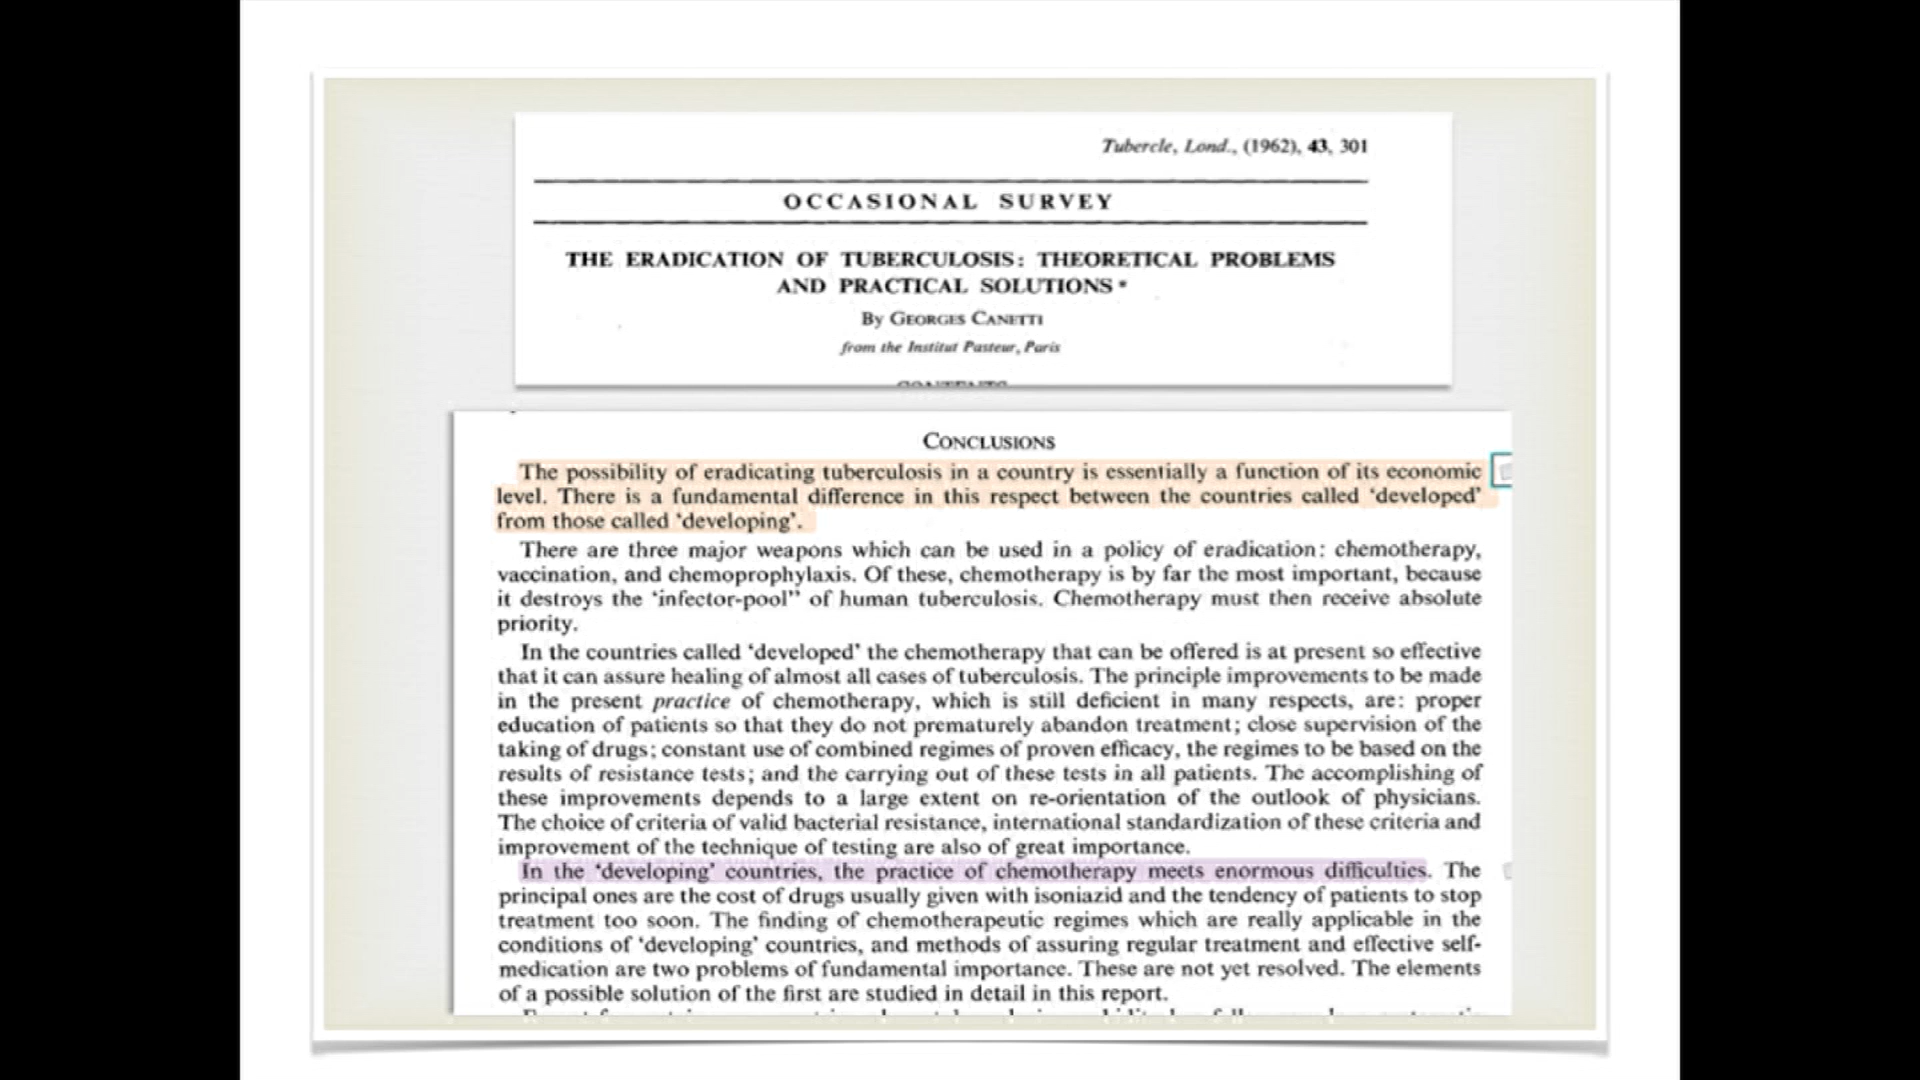 Tubercle, Lond., (1962), 43, 301
OCCASIONAL SURVEY
THE ERADICATION OF TUBERCULOSIS: THEORETICAL PROBLEMS
AND PRACTICAL SOLUTIONS*
By GEORGES CANETTI
from the Institut Pasteur, Paris
CONTENTS
CONCLUSIONS
The possibility of eradicating tuberculosis in a country is essentially a function of its economic
level. There is a fundamental difference in this respect between the countries called ‘developed’
from those called ‘developing’.
There are three major weapons which can be used in a policy of eradication: chemotherapy,
vaccination, and chemoprophylaxis. Of these, chemotherapy is by far the most important, because
it destroys the ‘infector-pool” of human tuberculosis. Chemotherapy must then receive absolute
priority.
In the countries called ‘developed’ the chemotherapy that can be offered is at present so effective
that it can assure healing of almost all cases of tuberculosis. The principle improvements to be made
in the present practice of chemotherapy, which is still deficient in many respects, are: proper
education of patients so that they do not prematurely abandon treatment; close supervision of the
taking of drugs; constant use of combined regimes of proven efficacy, the regimes to be based on the
results of resistance tests; and the carrying out of these tests in all patients. The accomplishing of
these improvements depends to a large extent on re-orientation of the outlook of physicians.
The choice of criteria of valid bacterial resistance, international standardization of these criteria and
improvement of the technique of testing are also of great importance.
In the ‘developing’ countries, the practice of chemotherapy meets enormous difficulties. The
principal ones are the cost of drugs usually given with isoniazid and the tendency of patients to stop
treatment too soon. The finding of chemotherapeutic regimes which are really applicable in the
conditions of ‘developing’ countries, and methods of assuring regular treatment and effective self-
medication are two problems of fundamental importance. These are not yet resolved. The elements
of a possible solution of the first are studied in detail in this report.